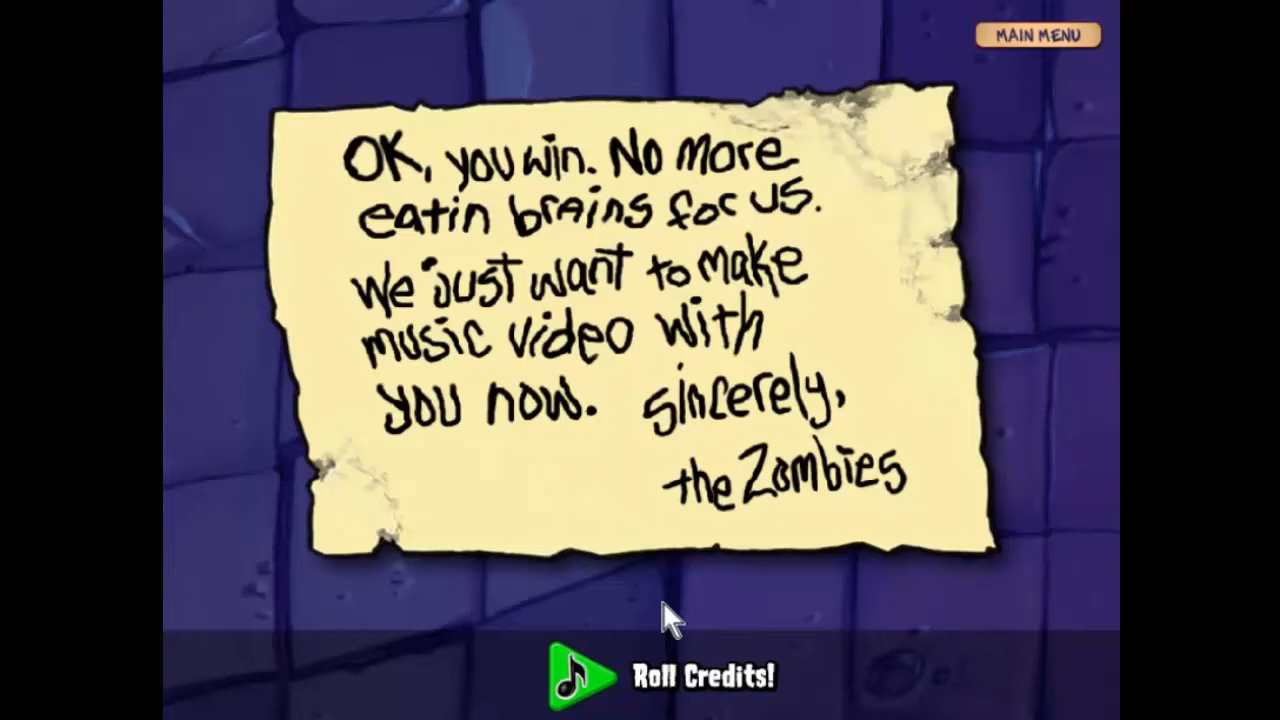 MAIN MENU
OK, you win. No more
eatin brains for us.
We just want to make
music video with
you now. sincerely,
the Zombies
Roll Credits!